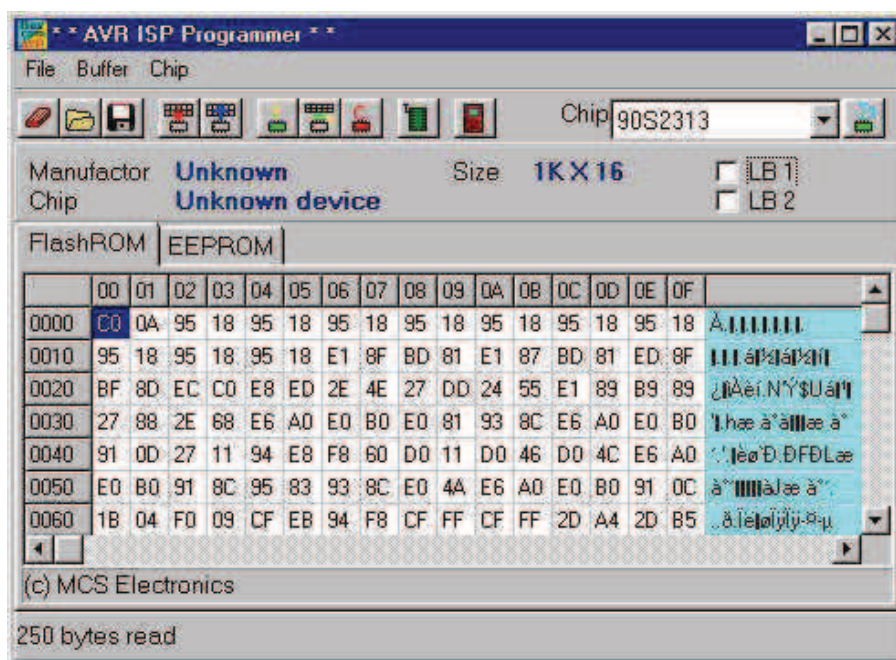 * * AVR ISP Programmer * *
File Buffer Chip
Chip 90S2313
Manufactor Unknown Size 1K X 16 LB 1
Chip Unknown device LB 2
FlashROM EEPROM
00 01 02 03 04 05 06 07 08 09 0A 0B 0C 0D 0E 0F
0000 C0 0A 95 18 95 18 95 18 95 18 95 18 95 18 95 18
0010 95 18 95 18 95 18 E1 8F BD 81 E1 87 BD 81 ED 8F
0020 BF 8D EC C0 E8 ED 2E 4E 27 DD 24 55 E1 89 B9 89
0030 27 88 2E 68 E6 A0 E0 B0 E0 81 93 8C E6 A0 E0 B0
0040 91 0D 27 11 94 E8 F8 60 D0 11 D0 46 D0 4C E6 A0
0050 E0 B0 91 8C 95 83 93 8C E0 4A E6 A0 E0 B0 91 0C
0060 1B 04 F0 09 CF EB 94 F8 CF FF CF FF 2D A4 2D B5
(c) MCS Electronics
250 bytes read